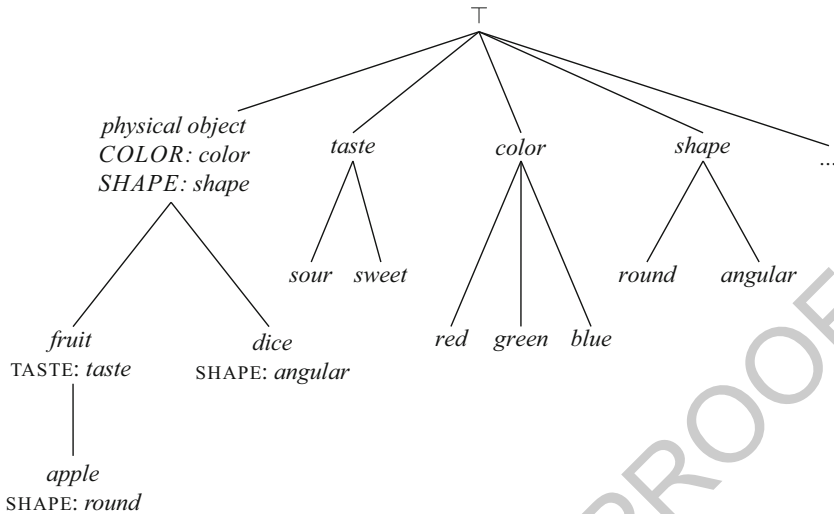 ⊤
physical object
COLOR: color
SHAPE: shape
taste
color
shape
...
sour sweet
round angular
red green blue
fruit
TASTE: taste
dice
SHAPE: angular
apple
SHAPE: round
PROOF